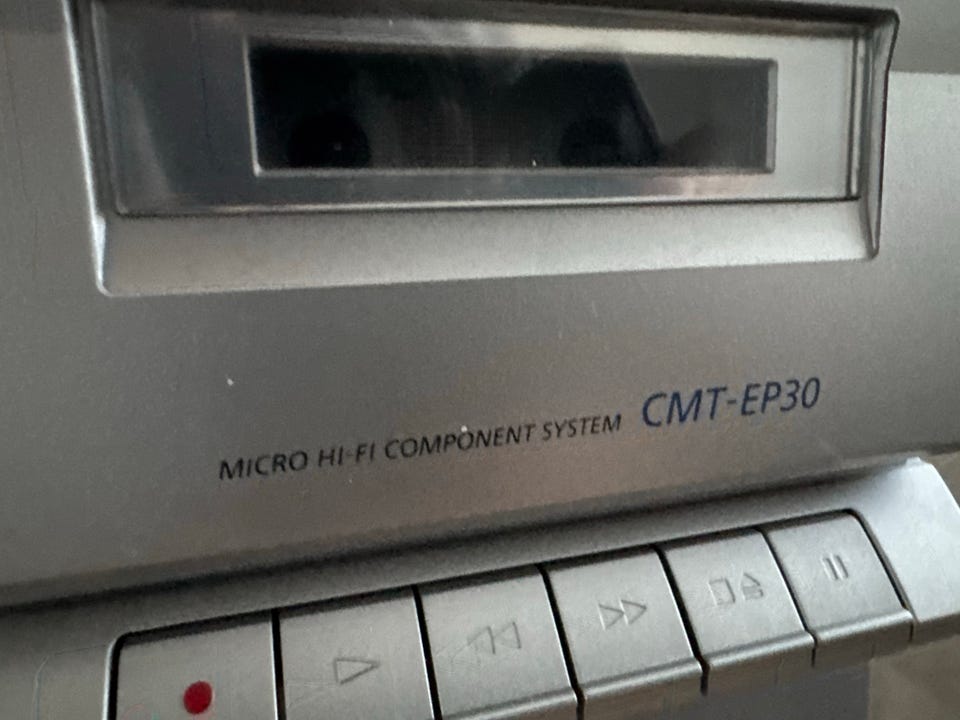 MICRO HI-FI COMPONENT SYSTEM CMT-EP30